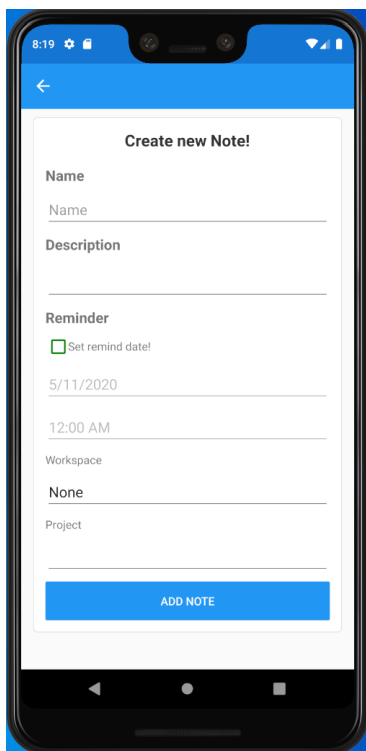 8:19
Create new Note!
Name
Name
Description
Reminder
Set remind date!
5/11/2020
12:00 AM
Workspace
None
Project
ADD NOTE